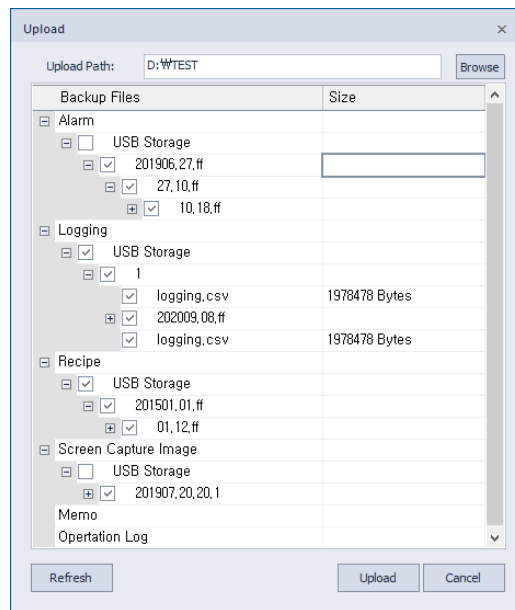 Upload
Upload Path: D:₩TEST Browse
Backup Files Size
Alarm
USB Storage
201906,27,ff
27,10,ff
10,18,ff
Logging
USB Storage
1
logging,csv 1978478 Bytes
202009,08,ff
logging,csv 1978478 Bytes
Recipe
USB Storage
201501,01,ff
01,12,ff
Screen Capture Image
USB Storage
201907,20,20,1
Memo
Opertation Log
Refresh Upload Cancel